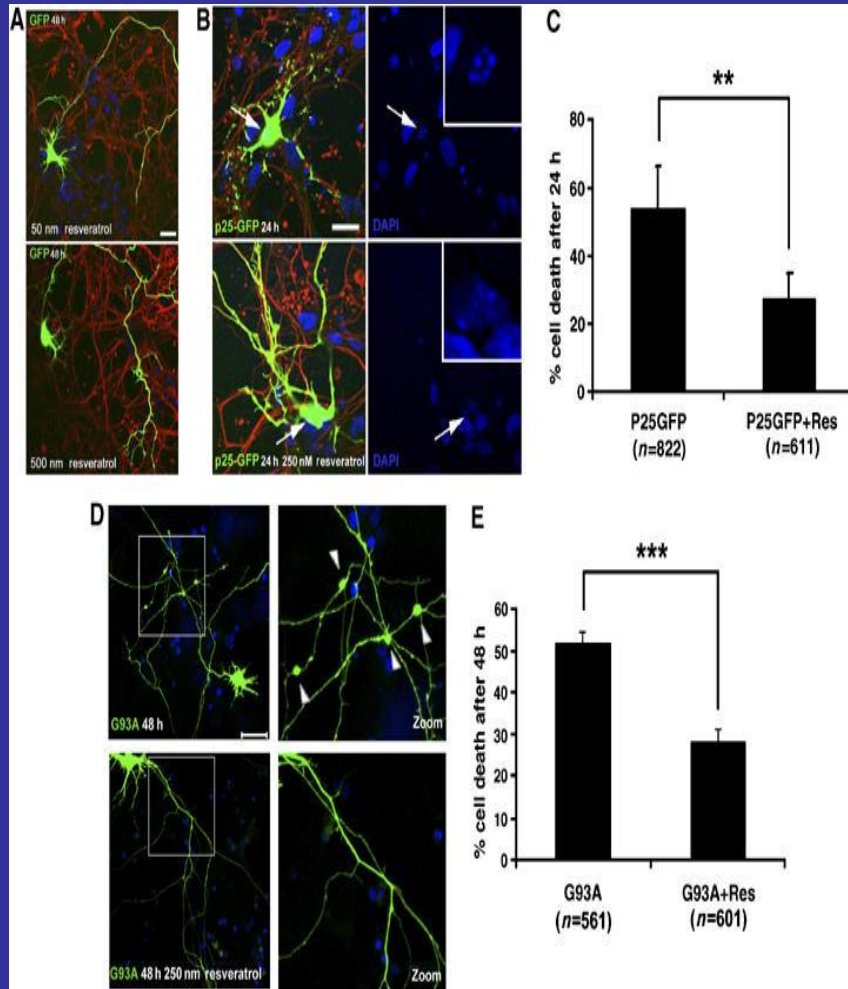 A
GFP 48 h
50 nm resveratrol
GFP 48 h
500 nm resveratrol
B
p25-GFP 24 h
DAPI
p25-GFP 24 h 250 nM resveratrol
DAPI
C
**
% cell death after 24 h
80
60
40
20
0
P25GFP
(n=822)
P25GFP+Res
(n=611)
D
G93A 48 h
Zoom
G93A 48 h 250 nm resveratrol
Zoom
E
***
% cell death after 48 h
60
50
40
30
20
10
0
G93A
(n=561)
G93A+Res
(n=601)